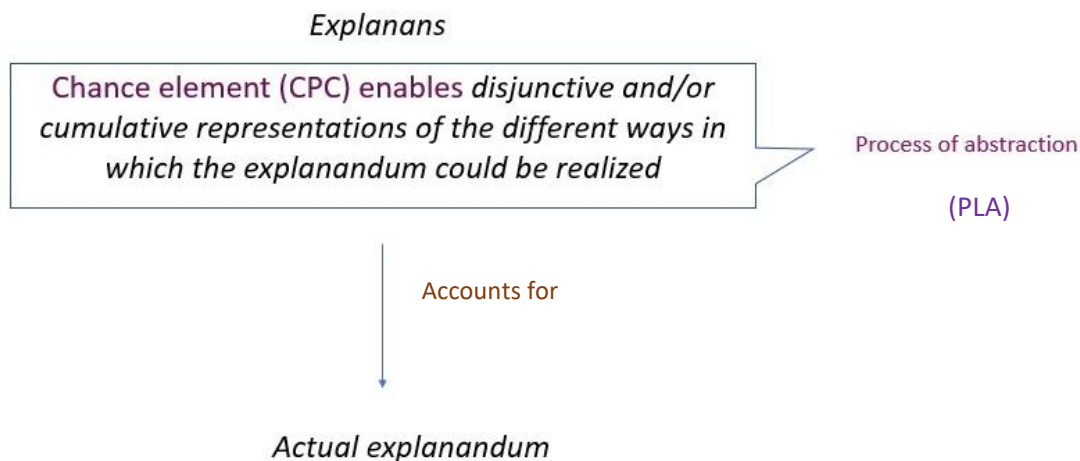 Explanans
Chance element (CPC) enables disjunctive and/or
cumulative representations of the different ways in
which the explanandum could be realized
Process of abstraction
(PLA)
Accounts for
Actual explanandum